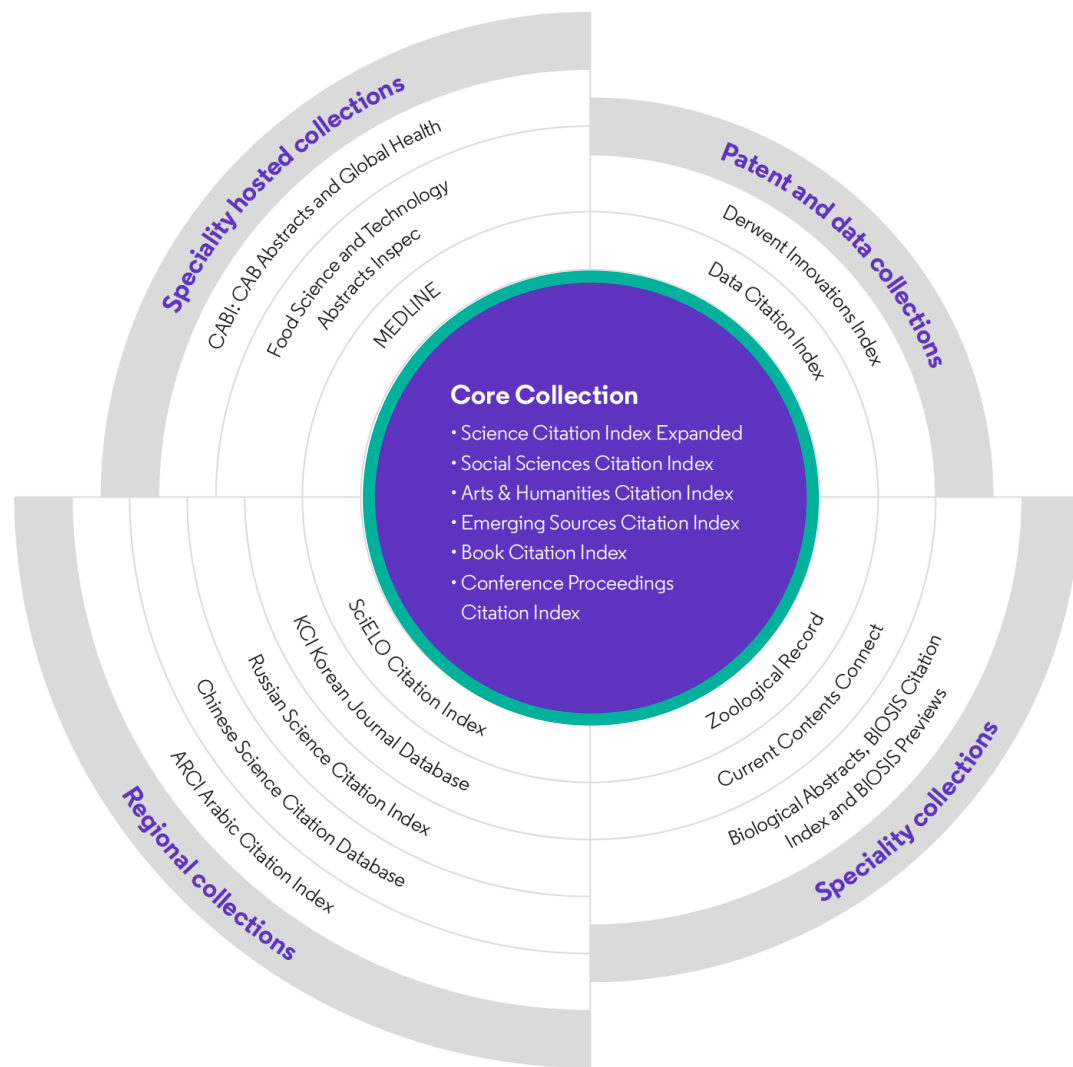 Speciality hosted collections
CABI: CAB Abstracts and Global Health
Food Science and Technology
Abstracts Inspec
MEDLINE
Patent and data collections
Derwent Innovations Index
Data Citation Index
Core Collection
• Science Citation Index Expanded
• Social Sciences Citation Index
• Arts & Humanities Citation Index
• Emerging Sources Citation Index
• Book Citation Index
• Conference Proceedings
Citation Index
SciELO Citation Index
KCI Korean Journal Database
Russian Science Citation Index
Chinese Science Citation Database
ARCI Arabic Citation Index
Regional collections
Zoological Record
Current Contents Connect
Biological Abstracts, BIOSIS Citation
Index and BIOSIS Previews
Speciality collections